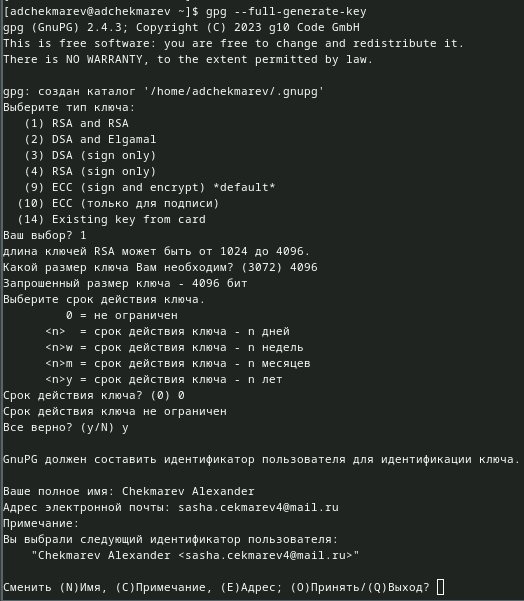 [adchekmarev@adchekmarev ~]$ gpg --full-generate-key
gpg (GnuPG) 2.4.3; Copyright (C) 2023 g10 Code GmbH
This is free software: you are free to change and redistribute it.
There is NO WARRANTY, to the extent permitted by law.

gpg: создан каталог '/home/adchekmarev/.gnupg'
Выберите тип ключа:
   (1) RSA and RSA
   (2) DSA and Elgamal
   (3) DSA (sign only)
   (4) RSA (sign only)
   (9) ECC (sign and encrypt) *default*
  (10) ECC (только для подписи)
  (14) Existing key from card
Ваш выбор? 1
длина ключей RSA может быть от 1024 до 4096.
Какой размер ключа Вам необходим? (3072) 4096
Запрошенный размер ключа - 4096 бит
Выберите срок действия ключа.
         0 = не ограничен
      <n>  = срок действия ключа - n дней
      <n>w = срок действия ключа - n недель
      <n>m = срок действия ключа - n месяцев
      <n>y = срок действия ключа - n лет
Срок действия ключа? (0) 0
Срок действия ключа не ограничен
Все верно? (y/N) y

GnuPG должен составить идентификатор пользователя для идентификации ключа.

Ваше полное имя: Chekmarev Alexander
Адрес электронной почты: sasha.cekmarev4@mail.ru
Примечание:
Вы выбрали следующий идентификатор пользователя:
    "Chekmarev Alexander <sasha.cekmarev4@mail.ru>"

Сменить (N)Имя, (C)Примечание, (E)Адрес; (O)Принять/(Q)Выход?